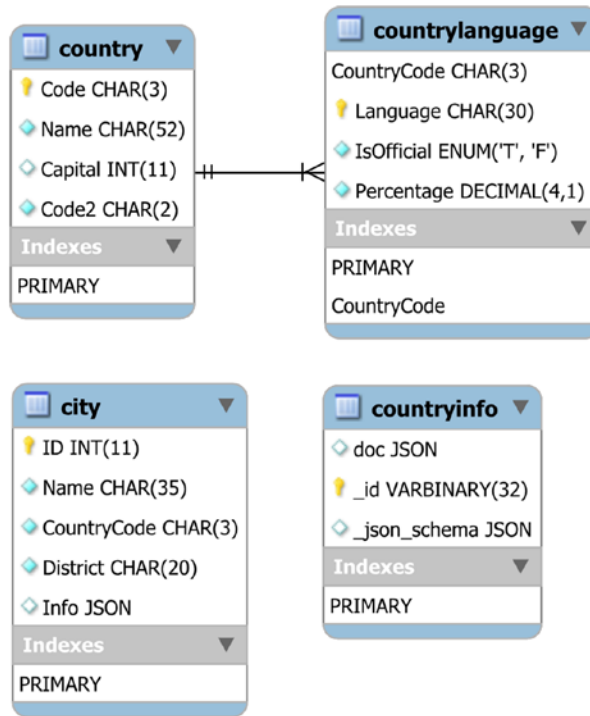 country
Code CHAR(3)
Name CHAR(52)
Capital INT(11)
Code2 CHAR(2)
Indexes
PRIMARY
countrylanguage
CountryCode CHAR(3)
Language CHAR(30)
IsOfficial ENUM('T', 'F')
Percentage DECIMAL(4,1)
Indexes
PRIMARY
CountryCode
city
ID INT(11)
Name CHAR(35)
CountryCode CHAR(3)
District CHAR(20)
Info JSON
Indexes
PRIMARY
countryinfo
doc JSON
_id VARBINARY(32)
_json_schema JSON
Indexes
PRIMARY